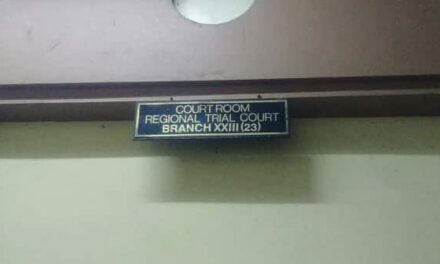 COURT ROOM
REGIONAL TRIAL COURT
BRANCH XXIII (23)